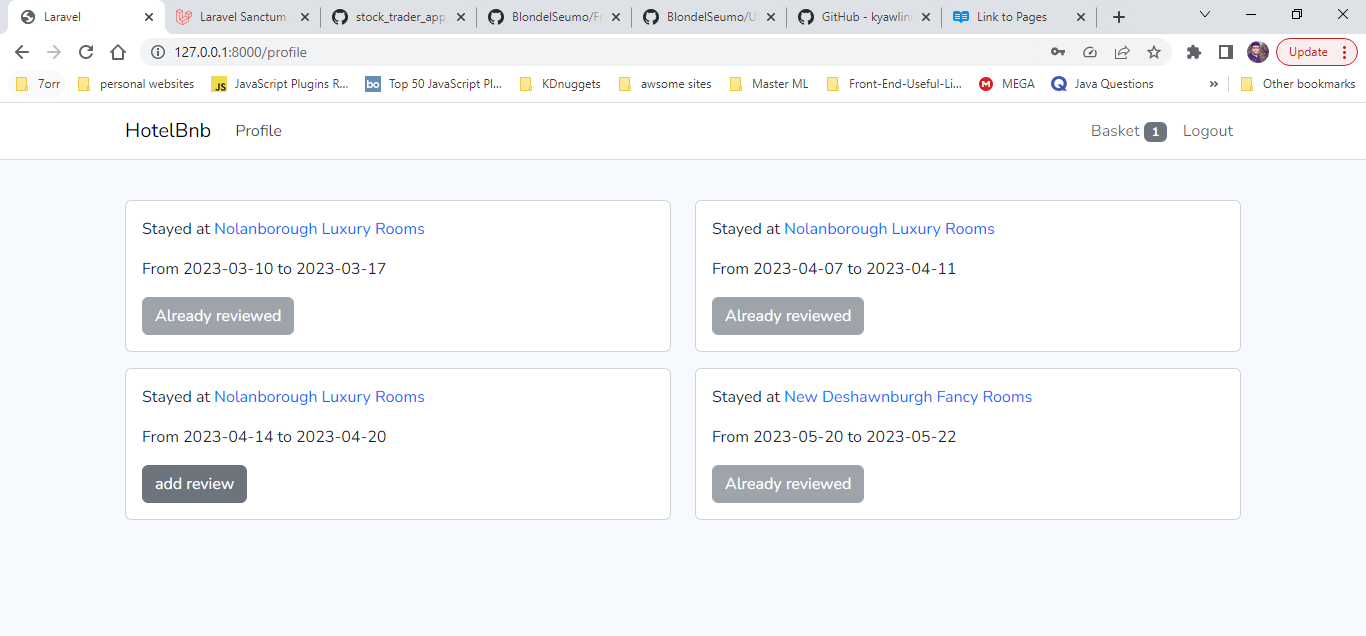 Laravel
Laravel Sanctum
stock_trader_app
BlondelSeumo/
BlondelSeumo/
GitHub - kyawlin
Link to Pages
127.0.0.1:8000/profile
Update
7orr
personal websites
JS
JavaScript Plugins R...
bo
Top 50 JavaScript Pl...
KDnuggets
awsome sites
Master ML
Front-End-Useful-Li...
M
MEGA
Java Questions
»
Other bookmarks
HotelBnb
Profile
Basket 1
Logout
Stayed at Nolanborough Luxury Rooms
From 2023-03-10 to 2023-03-17
Already reviewed
Stayed at Nolanborough Luxury Rooms
From 2023-04-07 to 2023-04-11
Already reviewed
Stayed at Nolanborough Luxury Rooms
From 2023-04-14 to 2023-04-20
add review
Stayed at New Deshawnburgh Fancy Rooms
From 2023-05-20 to 2023-05-22
Already reviewed